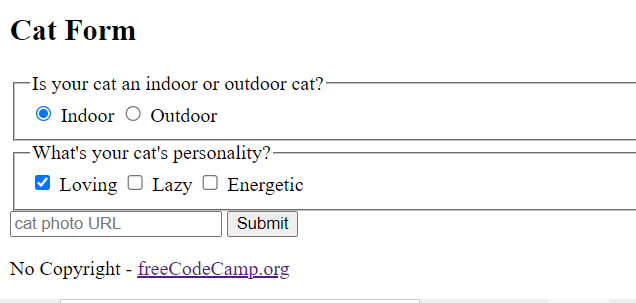 Cat Form
Is your cat an indoor or outdoor cat?
Indoor Outdoor
What's your cat's personality?
Loving Lazy Energetic
cat photo URL Submit
No Copyright - freeCodeCamp.org